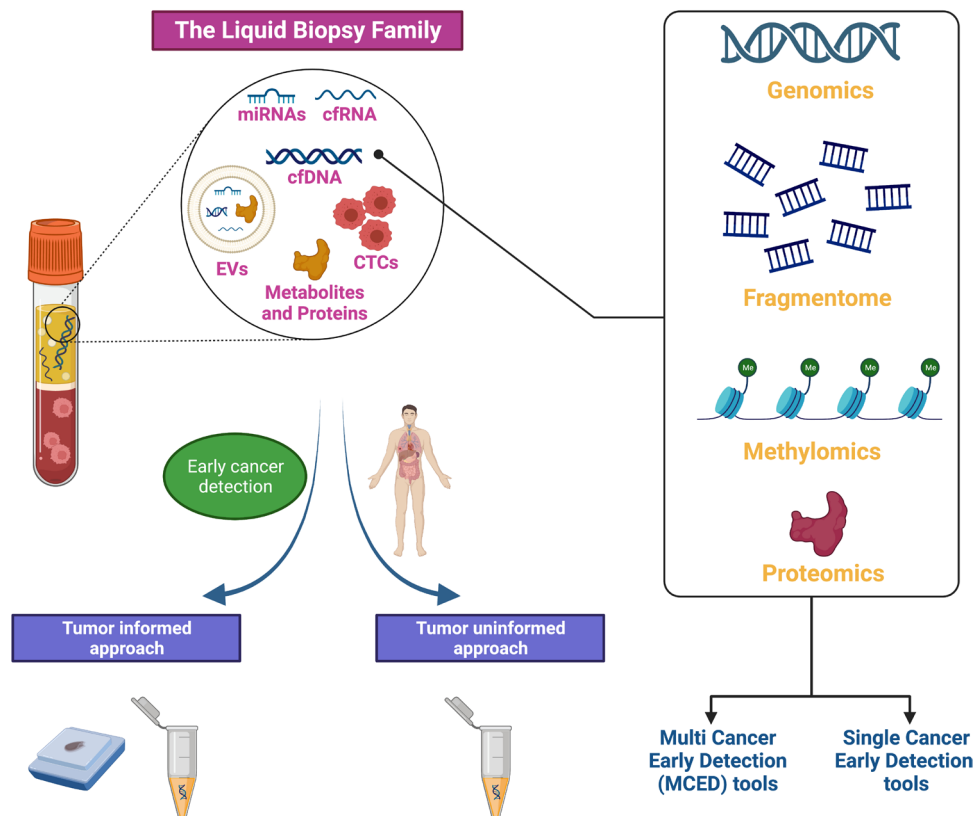 The Liquid Biopsy Family
miRNAs cfRNA
cfDNA
EVs
CTCs
Metabolites
and Proteins
Early cancer
detection
Tumor informed
approach
Tumor uninformed
approach
Genomics
Fragmentome
Me Me Me Me
Methylomics
Proteomics
Multi Cancer
Early Detection
(MCED) tools
Single Cancer
Early Detection
tools